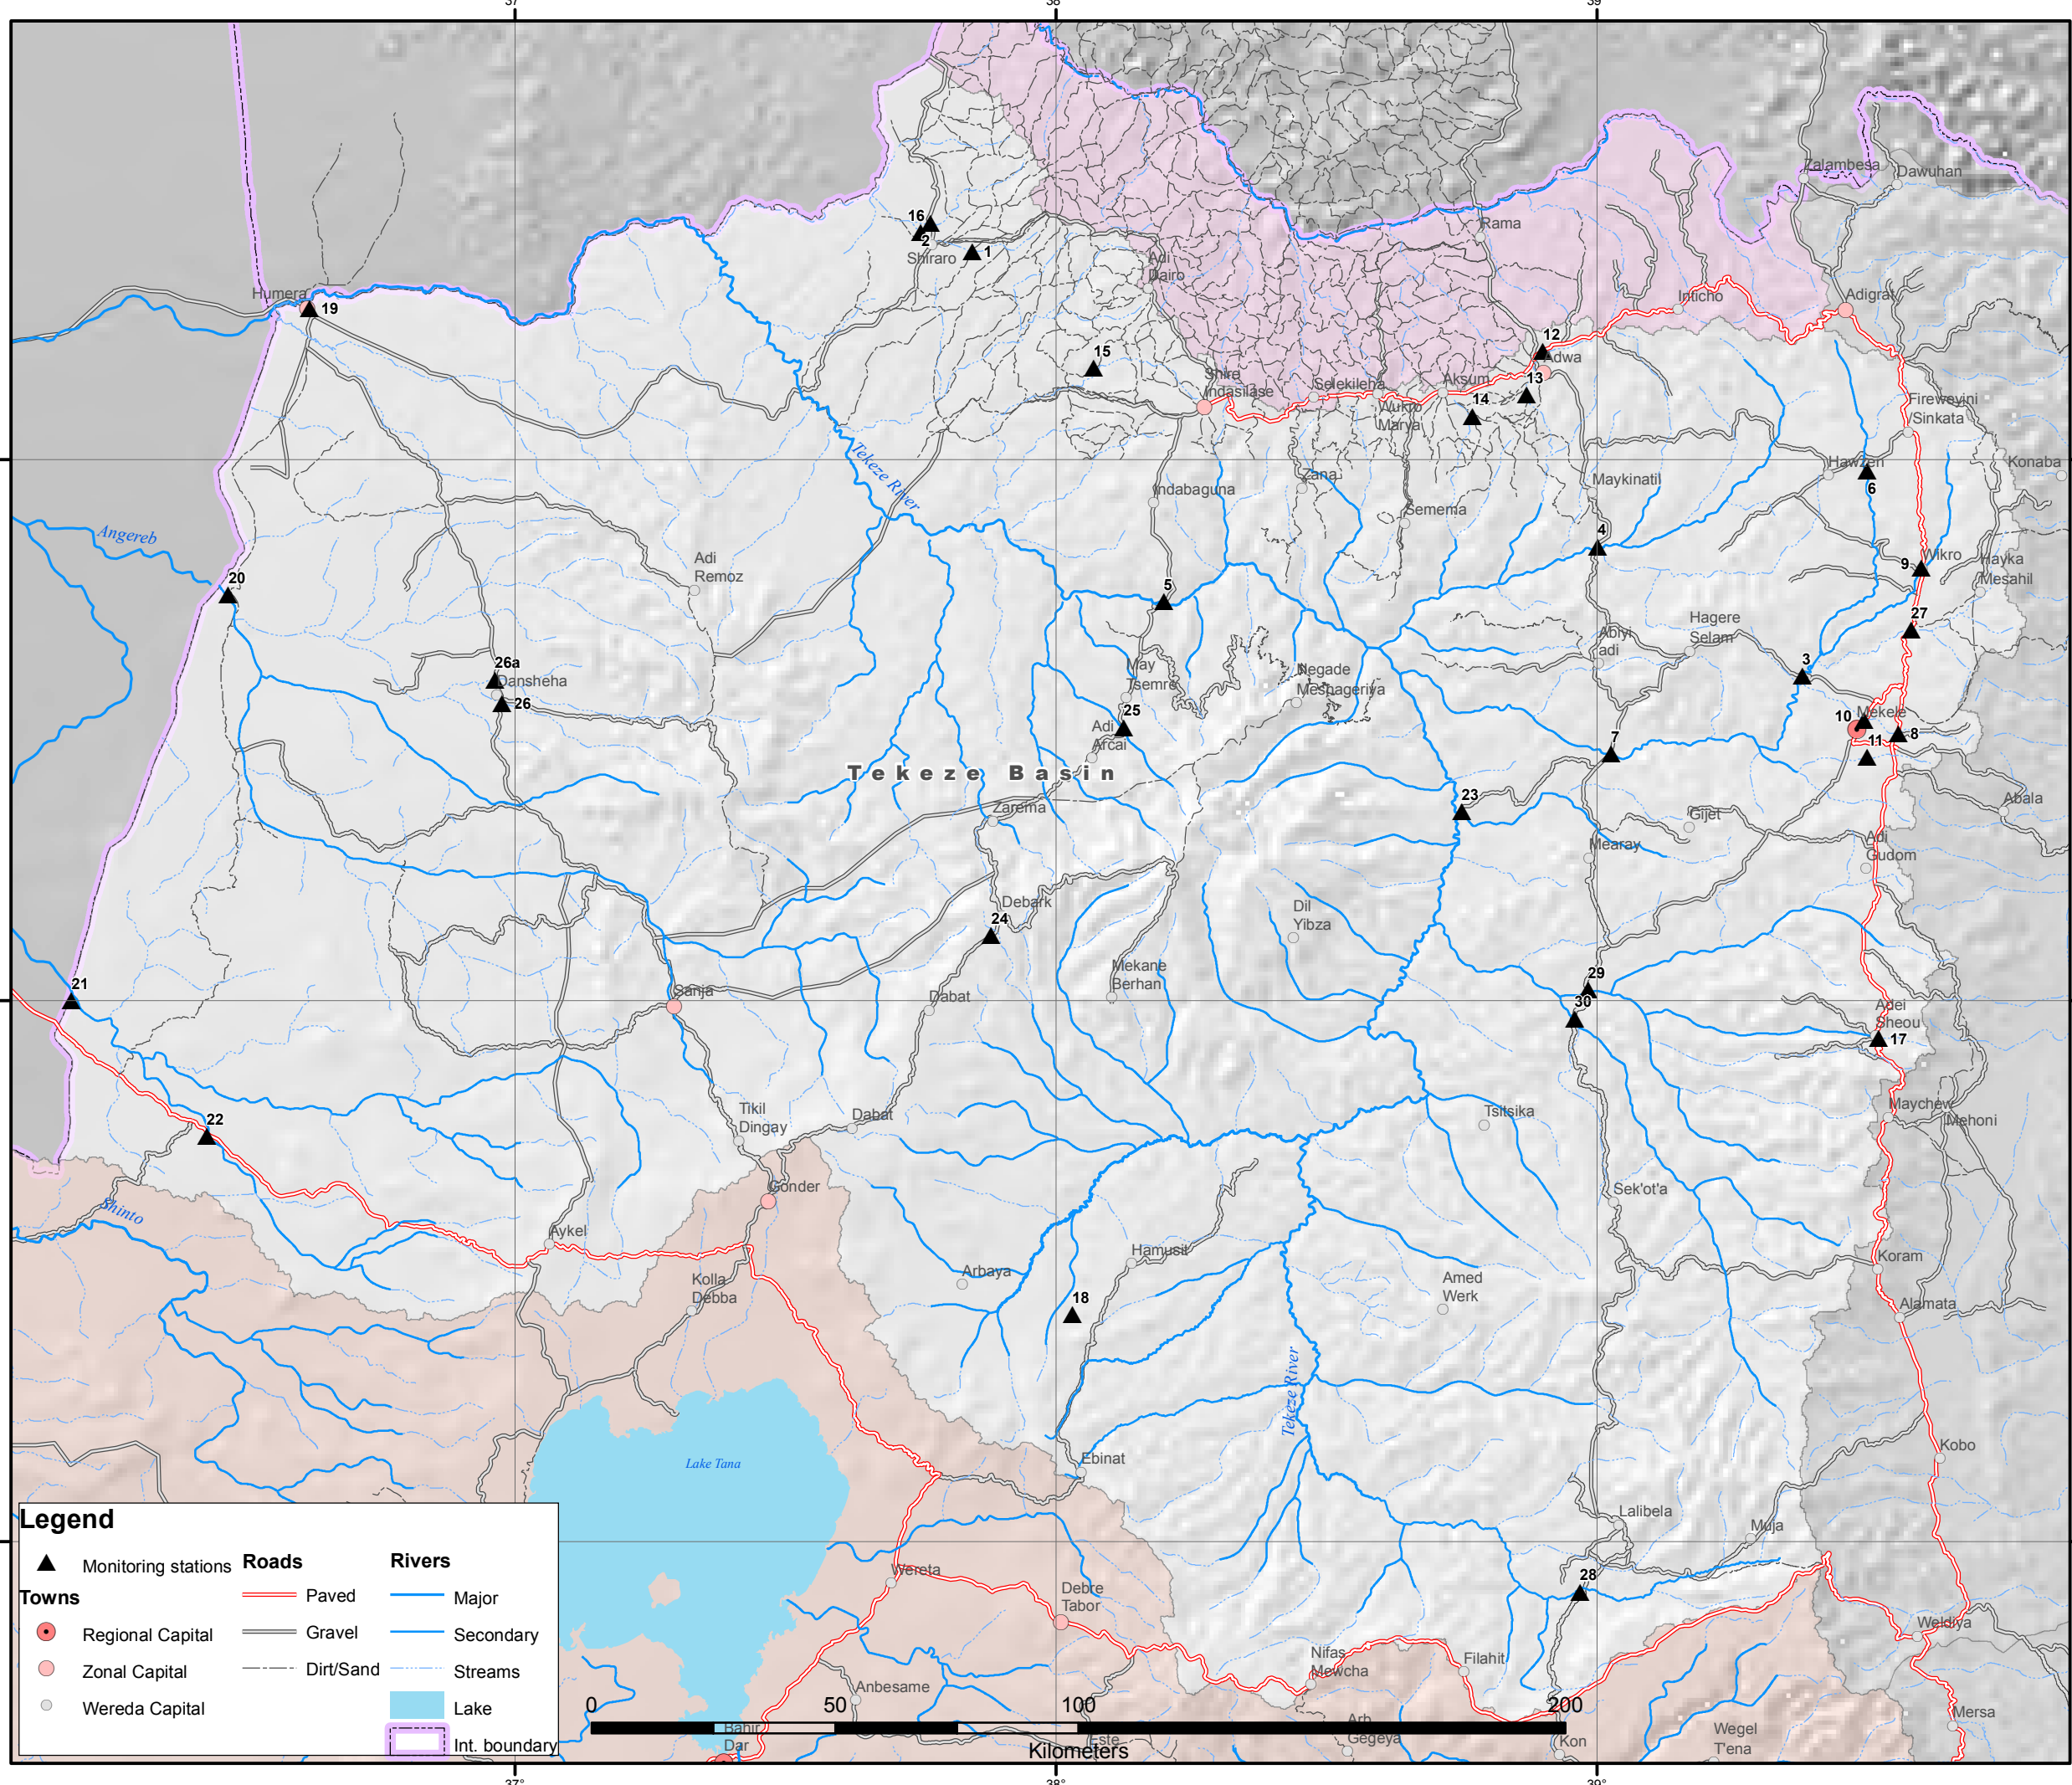 37
38
39
Zalambesa
Dawuhan
16
2
Shiraro
1
Rama
Adi
Dairo
Humera
19
Inticho
Adigrat
15
12
Adwa
Shire
Indasilase
Selekileha
Aksum
13
14
Wukro
Marya
Fireweyini
/Sinkata
Tekeze River
Indabaguna
Zana
Semema
Maykinatil
Hawzen
6
Konaba
Angereb
4
Adi
Remoz
20
5
9
Wikro
Hayka
Mesahil
27
26a
Dansheha
26
May
Tsemre
Negade
Meshageriya
Abiyi
adi
Hagere
Selam
3
25
Adi
Arcai
10
Mekele
8
11
7
Tekeze Basin
Zarema
23
Gijet
Abala
Mearay
Adi
Gudom
Debark
24
Dil
Yibza
Mekane
Berhan
21
Sanja
Dabat
29
30
Adei
Sheou
17
22
Tikil
Dingay
Dabat
Tsitsika
Maychew
Mehoni
Shinto
Gonder
Sek'ot'a
Aykel
Hamusit
Koram
Kolla
Debba
Arbaya
18
Amed
Werk
Alamata
Tekeze River
Lake Tana
Ebinat
Kobo
Lalibela
Muja
Legend
Monitoring stations
Towns
Regional Capital
Zonal Capital
Wereda Capital
Roads
Paved
Gravel
Dirt/Sand
Rivers
Major
Secondary
Streams
Lake
Int. boundary
Wereta
Debre
Tabor
28
Weldiya
Nifas
Mewcha
Filahit
Anbesame
0 50 100 200
Kilometers
Bahir
Dar
Este
Arb
Gegeya
Kon
Wegel
T'ena
Mersa
37°
38°
39°